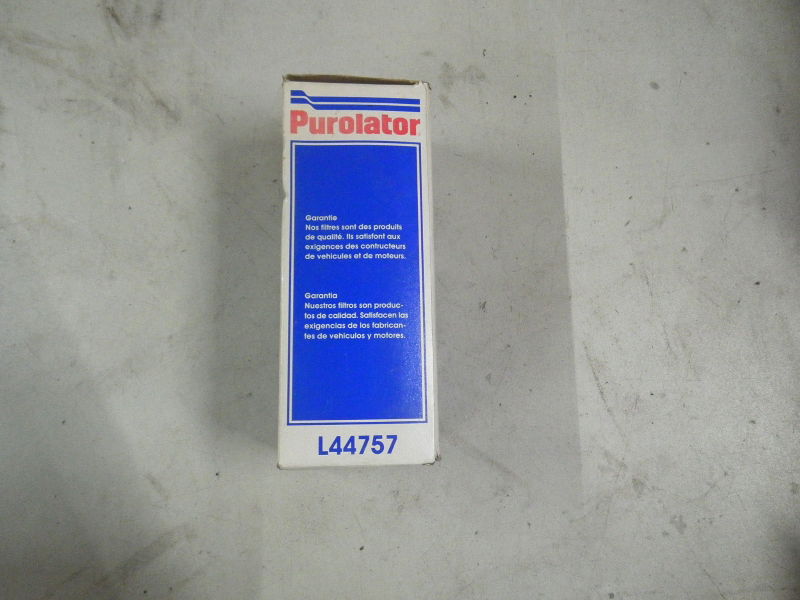 Purolator
Garantie
Nos filtres sont des produits
de qualité. Ils satisfont aux
exigences des contructeurs
de vehicules et de moteurs.
Garantia
Nuestros filtros son produc-
tos de calidad. Satisfacen las
exigencias de los fabrican-
tes de vehiculos y motores.
L44757